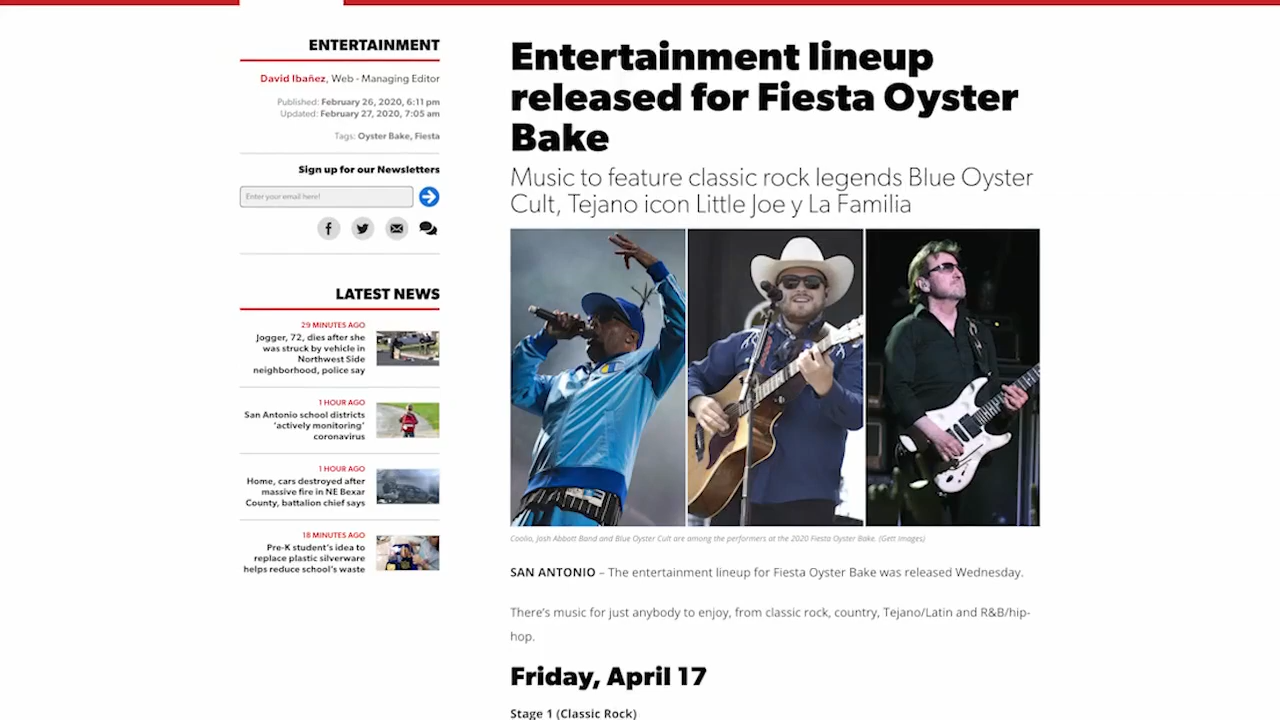 ENTERTAINMENT
David Ibañez, Web - Managing Editor
Published: February 26, 2020, 6:11 pm
Updated: February 27, 2020, 7:05 am
Tags: Oyster Bake, Fiesta
Sign up for our Newsletters
Enter your email here!
LATEST NEWS
29 MINUTES AGO
Jogger, 72, dies after she
was struck by vehicle in
Northwest Side
neighborhood, police say
1 HOUR AGO
San Antonio school districts
‘actively monitoring’
coronavirus
1 HOUR AGO
Home, cars destroyed after
massive fire in NE Bexar
County, battalion chief says
18 MINUTES AGO
Pre-K student’s idea to
replace plastic silverware
helps reduce school’s waste
Entertainment lineup
released for Fiesta Oyster
Bake
Music to feature classic rock legends Blue Oyster
Cult, Tejano icon Little Joe y La Familia
Coolio, Josh Abbott Band and Blue Oyster Cult are among the performers at the 2020 Fiesta Oyster Bake. (Gett Images)
SAN ANTONIO – The entertainment lineup for Fiesta Oyster Bake was released Wednesday.
There’s music for just anybody to enjoy, from classic rock, country, Tejano/Latin and R&B/hip-
hop.
Friday, April 17
Stage 1 (Classic Rock)